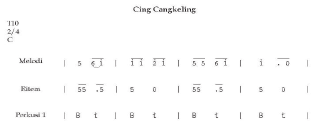 Cing Cangkeling
T10
2/4
C
Melodi | 5 6 1 | 1 1 2 1 | 5 5 6 1 | 1 . 0
Ritem | 55 .5 | 5 0 | 55 .5 | 5 0
Perkusi 1 | B t | B t | B t | B t